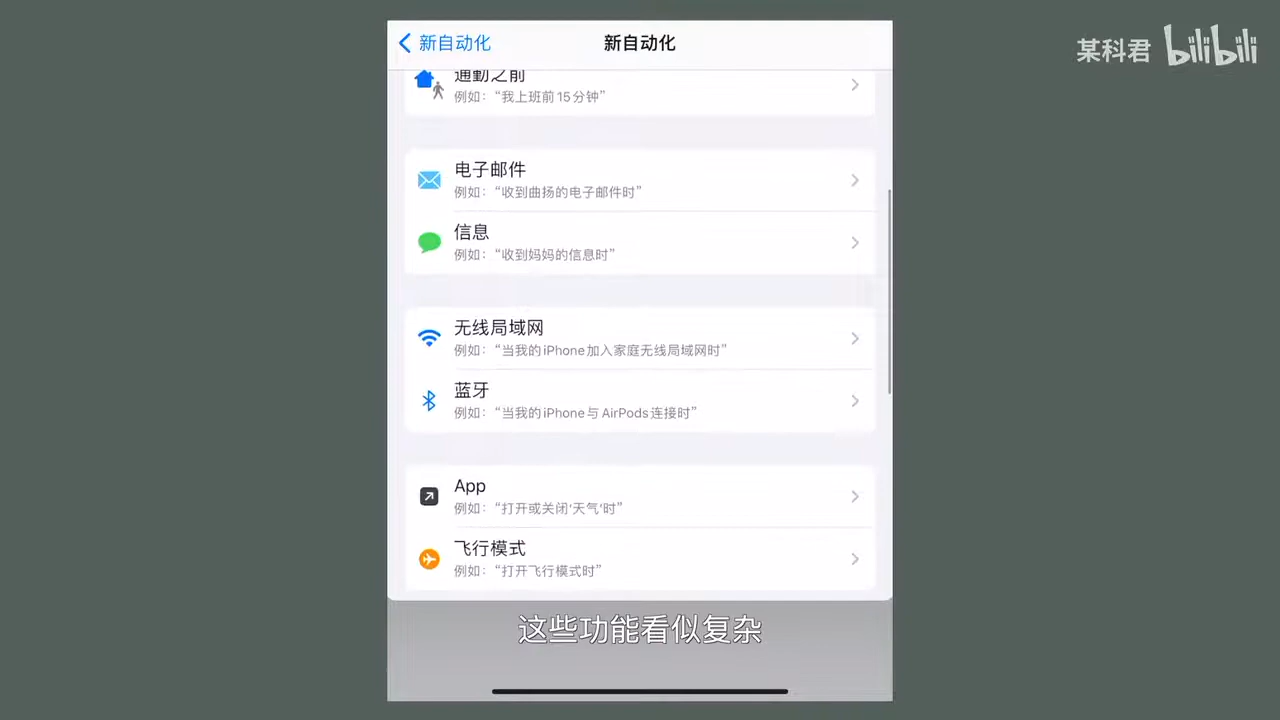 某科君 bilibili
新自动化 新自动化
通勤之前
例如：“我上班前15分钟”
电子邮件
例如：“收到曲扬的电子邮件时”
信息
例如：“收到妈妈的信息时”
无线局域网
例如：“当我的iPhone加入家庭无线局域网时”
蓝牙
例如：“当我的iPhone与AirPods连接时”
App
例如：“打开或关闭‘天气’时”
飞行模式
例如：“打开飞行模式时”
这些功能看似复杂